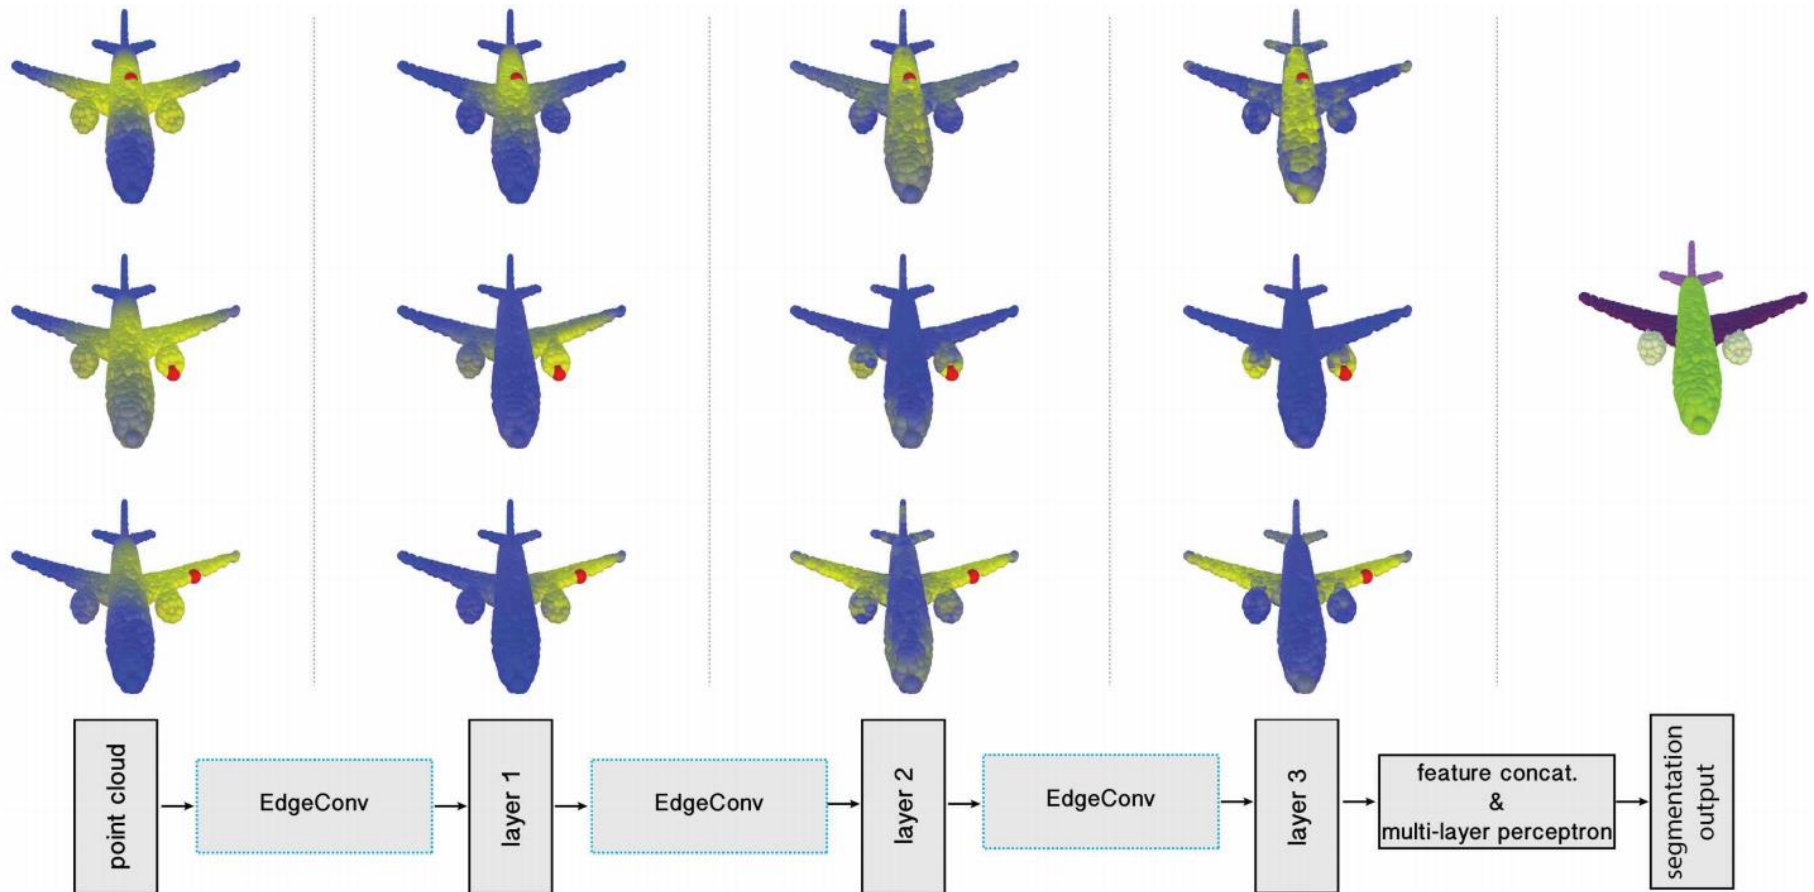 point cloud
EdgeConv
layer 1
EdgeConv
layer 2
EdgeConv
layer 3
feature concat.
&
multi-layer perceptron
segmentation
output